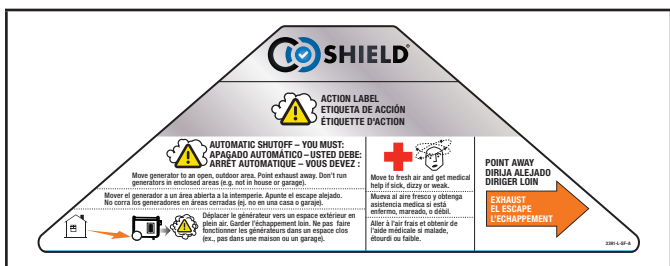 CO SHIELD®
ACTION LABEL
ETIQUETA DE ACCIÓN
ÉTIQUETTE D'ACTION
AUTOMATIC SHUTOFF – YOU MUST:
APAGADO AUTOMÁTICO – USTED DEBE:
ARRÊT AUTOMATIQUE – VOUS DEVEZ :
Move generator to an open, outdoor area. Point exhaust away. Don't run
generators in enclosed areas (e.g. not in house or garage).
Mover el generador a un área abierta a la intemperie. Apunte el escape alejado.
No corra los generadores en áreas cerradas (ej. no en una casa o garaje).
Déplacer le générateur vers un espace extérieur en
plein air. Garder l'échappement loin. Ne pas faire
fonctionner les générateurs dans un espace clos
(ex., pas dans une maison ou un garage).
Move to fresh air and get medical
help if sick, dizzy or weak.
Mueva al aire fresco y obtenga
asistencia medica si está
enfermo, mareado, o débil.
Aller à l'air frais et obtenir de
l'aide médicale si malade,
étourdi ou faible.
POINT AWAY
DIRIJA ALEJADO
DIRIGER LOIN
EXHAUST
EL ESCAPE
L'ÉCHAPPEMENT
3391-L-SF-A